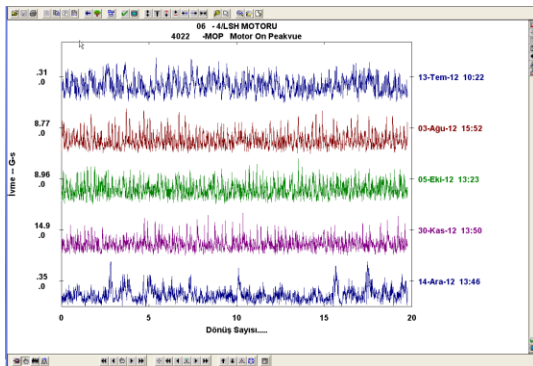 06 - 4/LSH MOTORU
4022 -MOP Motor On Peakvue
.31
.0
13-Tem-12 10:22
8.77
.0
03-Ağu-12 15:52
8.96
.0
05-Eki-12 13:23
14.9
.0
30-Kas-12 13:50
.35
.0
14-Ara-12 13:46
İvme -- G-s
0 5 10 15 20
Dönüş Sayısı.....